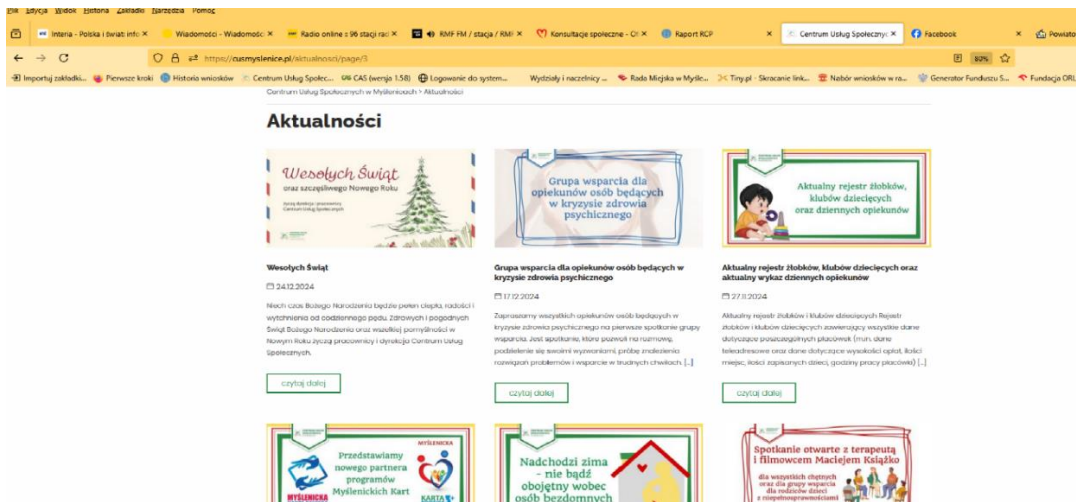 Plik Edycja Widok Historia Zakładki Narzędzia Pomoc
Interia - Polska i świat: info X Wiadomości - Wiadomośc X Radio online z 96 stacji rad X RMF FM / stacja / RMF X Konsultacje społeczne - Ch X Raport RCP X Centrum Usług Społecznyc X Facebook X Powiato
https://cusmyslenice.pl/aktualnosci/page/3 80%
Importuj zakładki... Pierwsze kroki Historia wniosków Centrum Usług Społec... CAS (wersja 1.58) Logowanie do system... Wydziały i naczelnicy ... Rada Miejska w Myśle... Tiny.pl - Skracanie link... Nabór wniosków w ra... Generator Funduszu S... Fundacja ORL
Centrum Usług Społecznych w Myślenicach > Aktualności
Aktualności
Wesołych Świąt
oraz szczęśliwego Nowego Roku
życzą dyrekcja i pracownicy
Centrum Usług Społecznych
Wesołych Świąt
24.12.2024
Niech czas Bożego Narodzenia będzie pełen ciepła, radości i
wytchnienia od codziennego pędu. Zdrowych i pogodnych
Świąt Bożego Narodzenia oraz wszelkiej pomyślności w
Nowym Roku życzą pracownicy i dyrekcja Centrum Usług
Społecznych.
czytaj dalej
Grupa wsparcia dla
opiekunów osób będących
w kryzysie zdrowia
psychicznego
Grupa wsparcia dla opiekunów osób będących w
kryzysie zdrowia psychicznego
17.12.2024
Zapraszamy wszystkich opiekunów osób będących w
kryzysie zdrowia psychicznego na pierwsze spotkanie grupy
wsparcia. Jest spotkanie, które pozwoli na rozmowę,
podzielenie się swoimi wyzwaniami, próbę znalezienia
rozwiązań problemów i wsparcie w trudnych chwilach. [...]
czytaj dalej
Aktualny rejestr żłobków,
klubów dziecięcych
oraz dziennych opiekunów
Aktualny rejestr żłobków, klubów dziecięcych oraz
aktualny wykaz dziennych opiekunów
27.11.2024
Aktualny rejestr żłobków i klubów dziecięcych Rejestr
żłobków i klubów dziecięcych zawierający wszystkie dane
dotyczące poszczególnych placówek (m.in. dane
teleadresowe oraz dane dotyczące wysokości opłat, ilości
miejsc, ilości zapisanych dzieci, godziny pracy placówki) [...]
czytaj dalej
Przedstawiamy
nowego partnera
programów
Myślenickich Kart
MYŚLENICKA
MYŚLENICKA
KARTA
Nadchodzi zima
- nie bądź
obojętny wobec
osób bezdomnych
Spotkanie otwarte z terapeutą
i filmowcem Maciejem Książko
dla wszystkich chętnych
oraz dla grupy wsparcia
dla rodziców dzieci
z niepełnosprawnościami